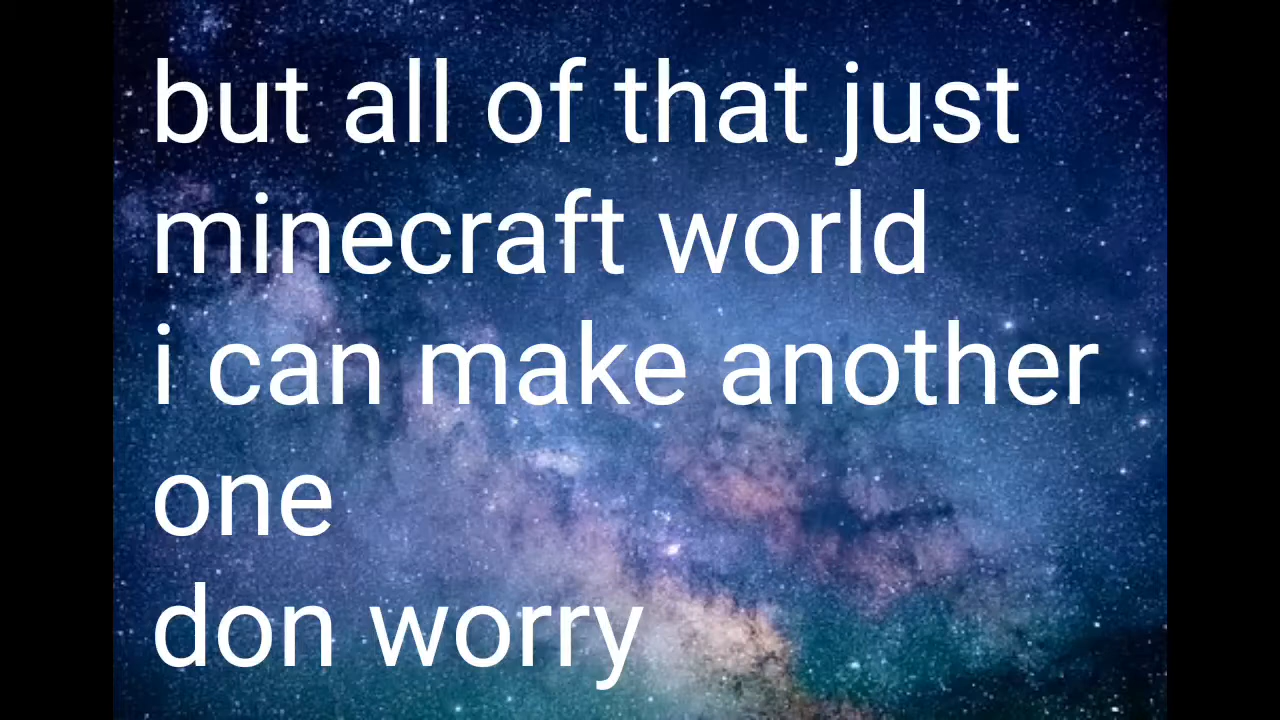 but all of that just
minecraft world
i can make another
one
don worry